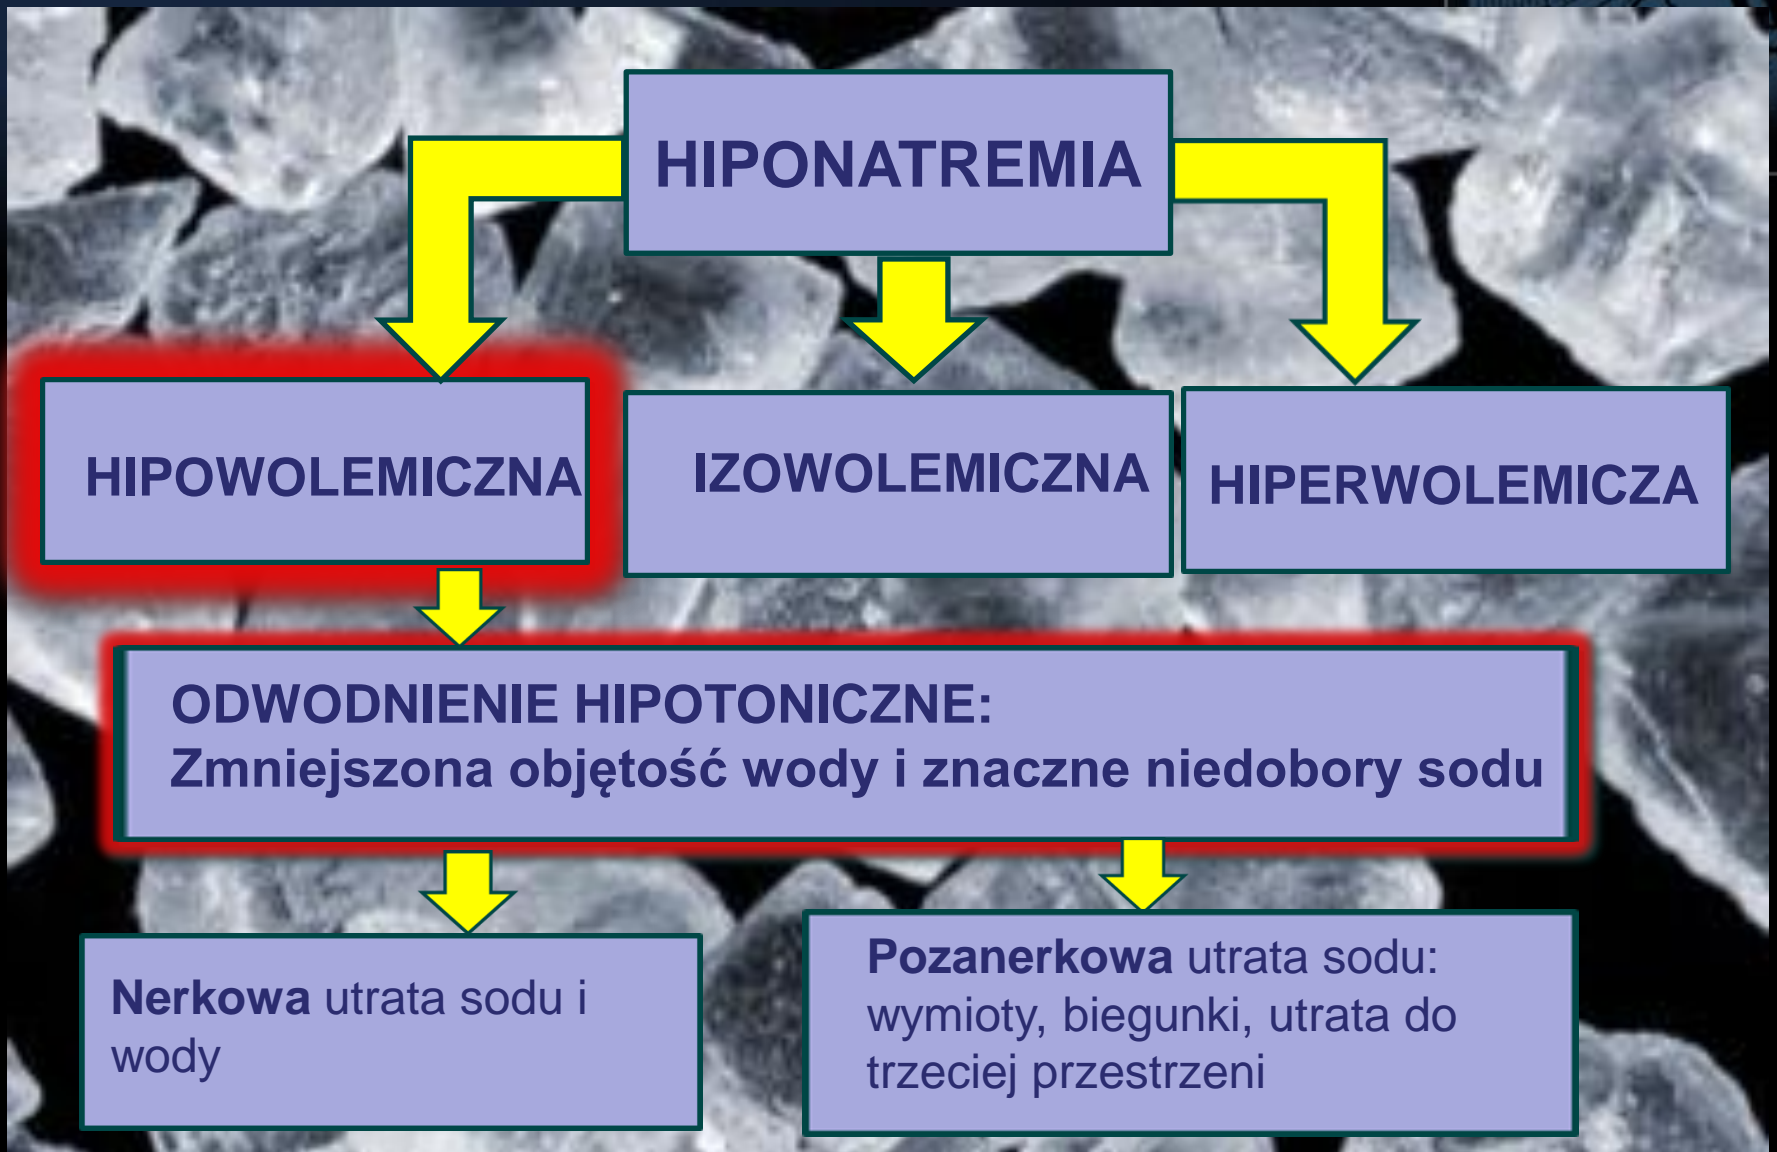 HIPONATREMIA
HIPOWOLEMICZNA
IZOWOLEMICZNA
HIPERWOLEMICZA
ODWODNIENIE HIPOTONICZNE:
Zmniejszona objętość wody i znaczne niedobory sodu
Nerkowa utrata sodu i
wody
Pozanerkowa utrata sodu:
wymioty, biegunki, utrata do
trzeciej przestrzeni